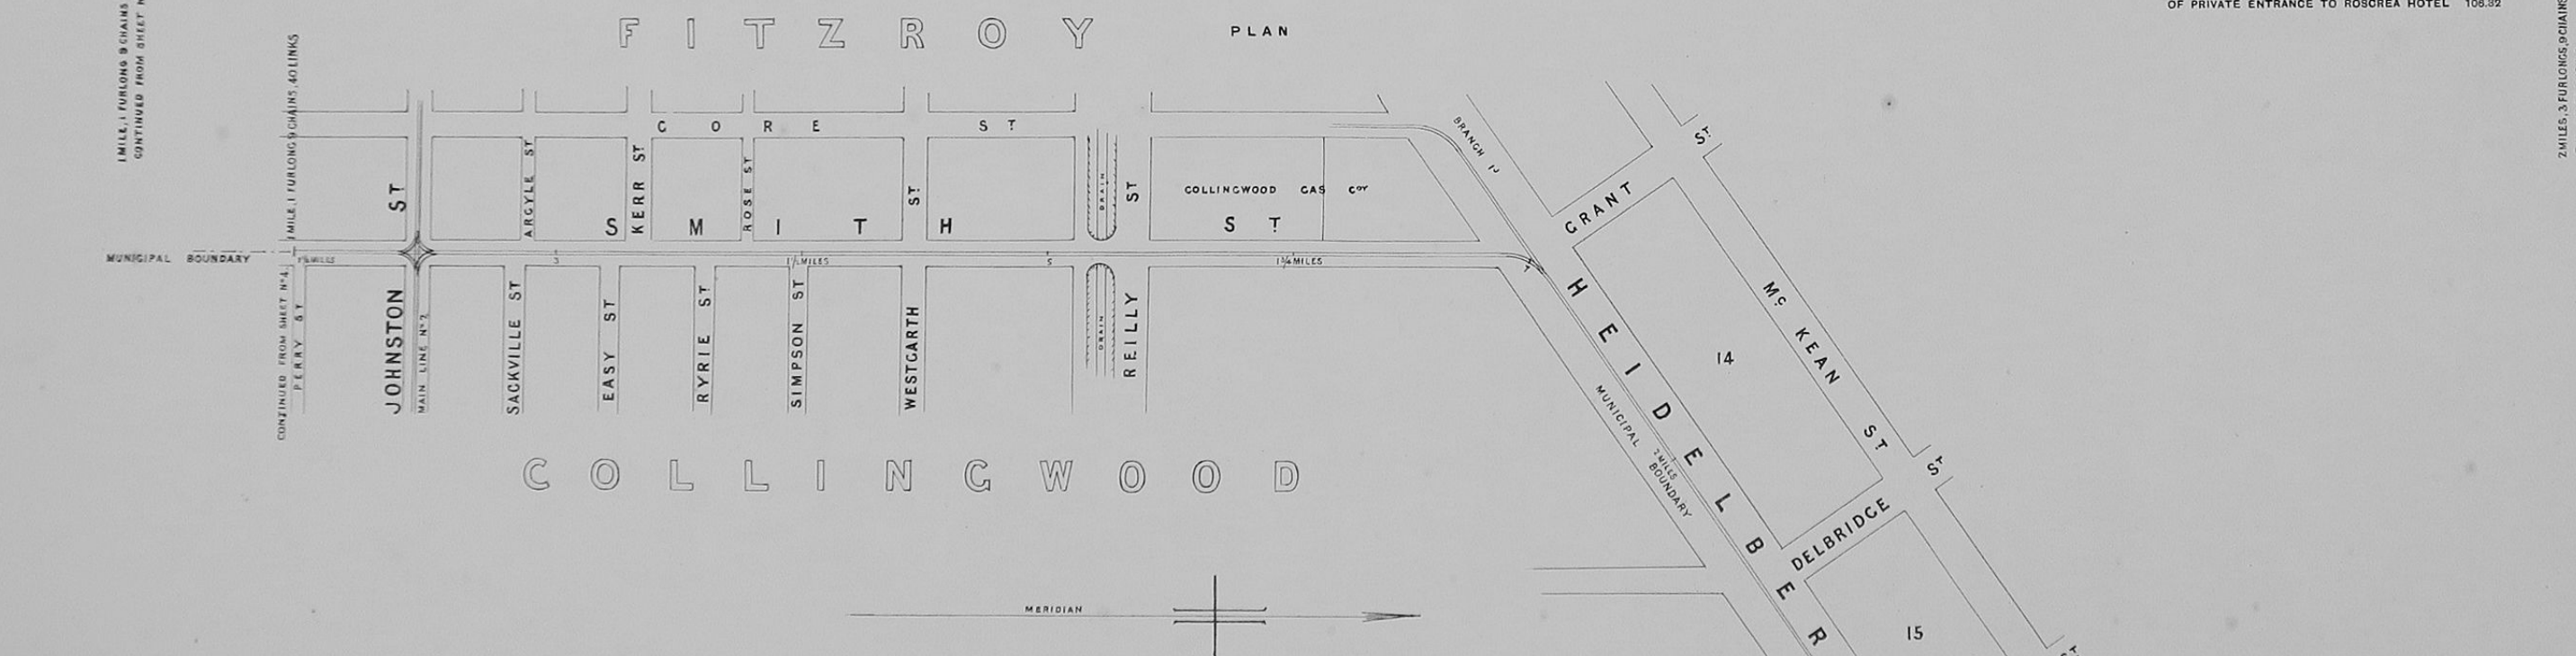 OF PRIVATE ENTRANCE TO ROSCREA HOTEL 106.32
FITZROY
PLAN
1 MILE, 1 FURLONG 9 CHAINS
CONTINUED FROM SHEET N
1 MILE, 1 FURLONG 9 CHAINS, 40 LINKS
2 MILES, 3 FURLONGS, 9 CHAINS
GORE ST
BRANCH
ST
ARGYLE ST
KERR ST
ROSE ST
ST
DRAIN
ST
COLLINGWOOD GAS COY
SMITH ST
GRANT
ST
MUNICIPAL BOUNDARY
3
1½ MILES
5
1¾ MILES
CONTINUED FROM SHEET Nº 4
PERRY ST
JOHNSTON
MAIN LINE Nº 2
SACKVILLE ST
EASY ST
RYRIE ST
SIMPSON ST
WESTGARTH
DRAIN
REILLY
7
HEIDELBER
14
Mc KEAN ST
MUNICIPAL BOUNDARY
2 MILES
ST
COLLINGWOOD
DELBRIDGE
MERIDIAN
15